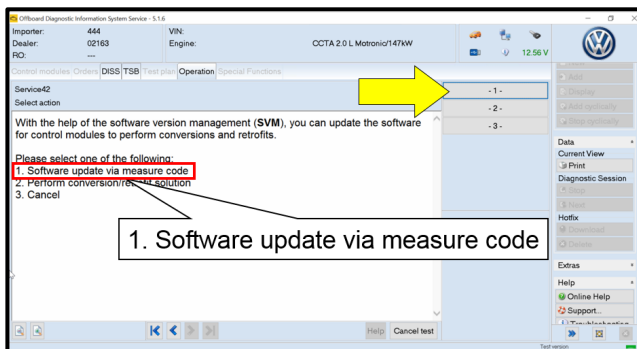 Offboard Diagnostic Information System Service - 5.1.6
Importer: 444 VIN:
Dealer: 02163 Engine: CCTA 2.0 L Motronic/147kW
RO: ---
12.56 V
Control modules Orders DISS TSB Test plan Operation Special Functions
Service42
Select action
With the help of the software version management (SVM), you can update the software
for control modules to perform conversions and retrofits.
Please select one of the following:
1. Software update via measure code
2. Perform conversion/retrofit solution
3. Cancel
1. Software update via measure code
- 1 -
- 2 -
- 3 -
Help
Cancel test
Add
Display
Add cyclically
Stop cyclically
Data
Current View
Print
Diagnostic Session
Stop
Next
Hotfix
Download
Delete
Extras
Help
Online Help
Support...
Test version